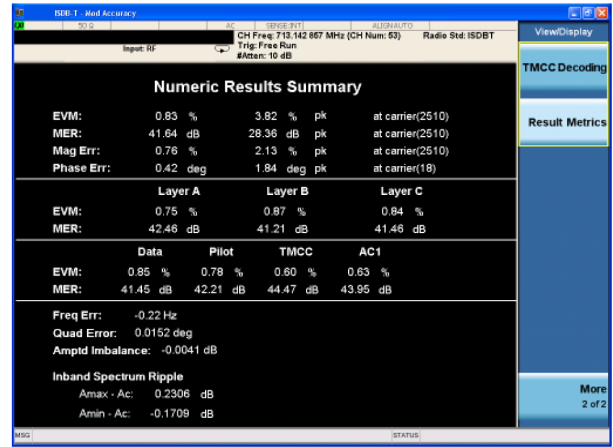 ISDB-T - Mod Accuracy
50 Ω AC SENSE:INT ALIGNAUTO
CH Freq: 713.142 857 MHz (CH Num: 53) Radio Std: ISDBT
Input: RF Trig: Free Run
#Atten: 10 dB
View/Display
TMCC Decoding
Result Metrics
More
2 of 2
Numeric Results Summary
EVM: 0.83 % 3.82 % pk at carrier(2510)
MER: 41.64 dB 28.36 dB pk at carrier(2510)
Mag Err: 0.76 % 2.13 % pk at carrier(2510)
Phase Err: 0.42 deg 1.84 deg pk at carrier(18)
Layer A Layer B Layer C
EVM: 0.75 % 0.87 % 0.84 %
MER: 42.46 dB 41.21 dB 41.46 dB
Data Pilot TMCC AC1
EVM: 0.85 % 0.78 % 0.60 % 0.63 %
MER: 41.45 dB 42.21 dB 44.47 dB 43.95 dB
Freq Err: -0.22 Hz
Quad Error: 0.0152 deg
Amptd Imbalance: -0.0041 dB
Inband Spectrum Ripple
Amax - Ac: 0.2306 dB
Amin - Ac: -0.1709 dB
MSG STATUS